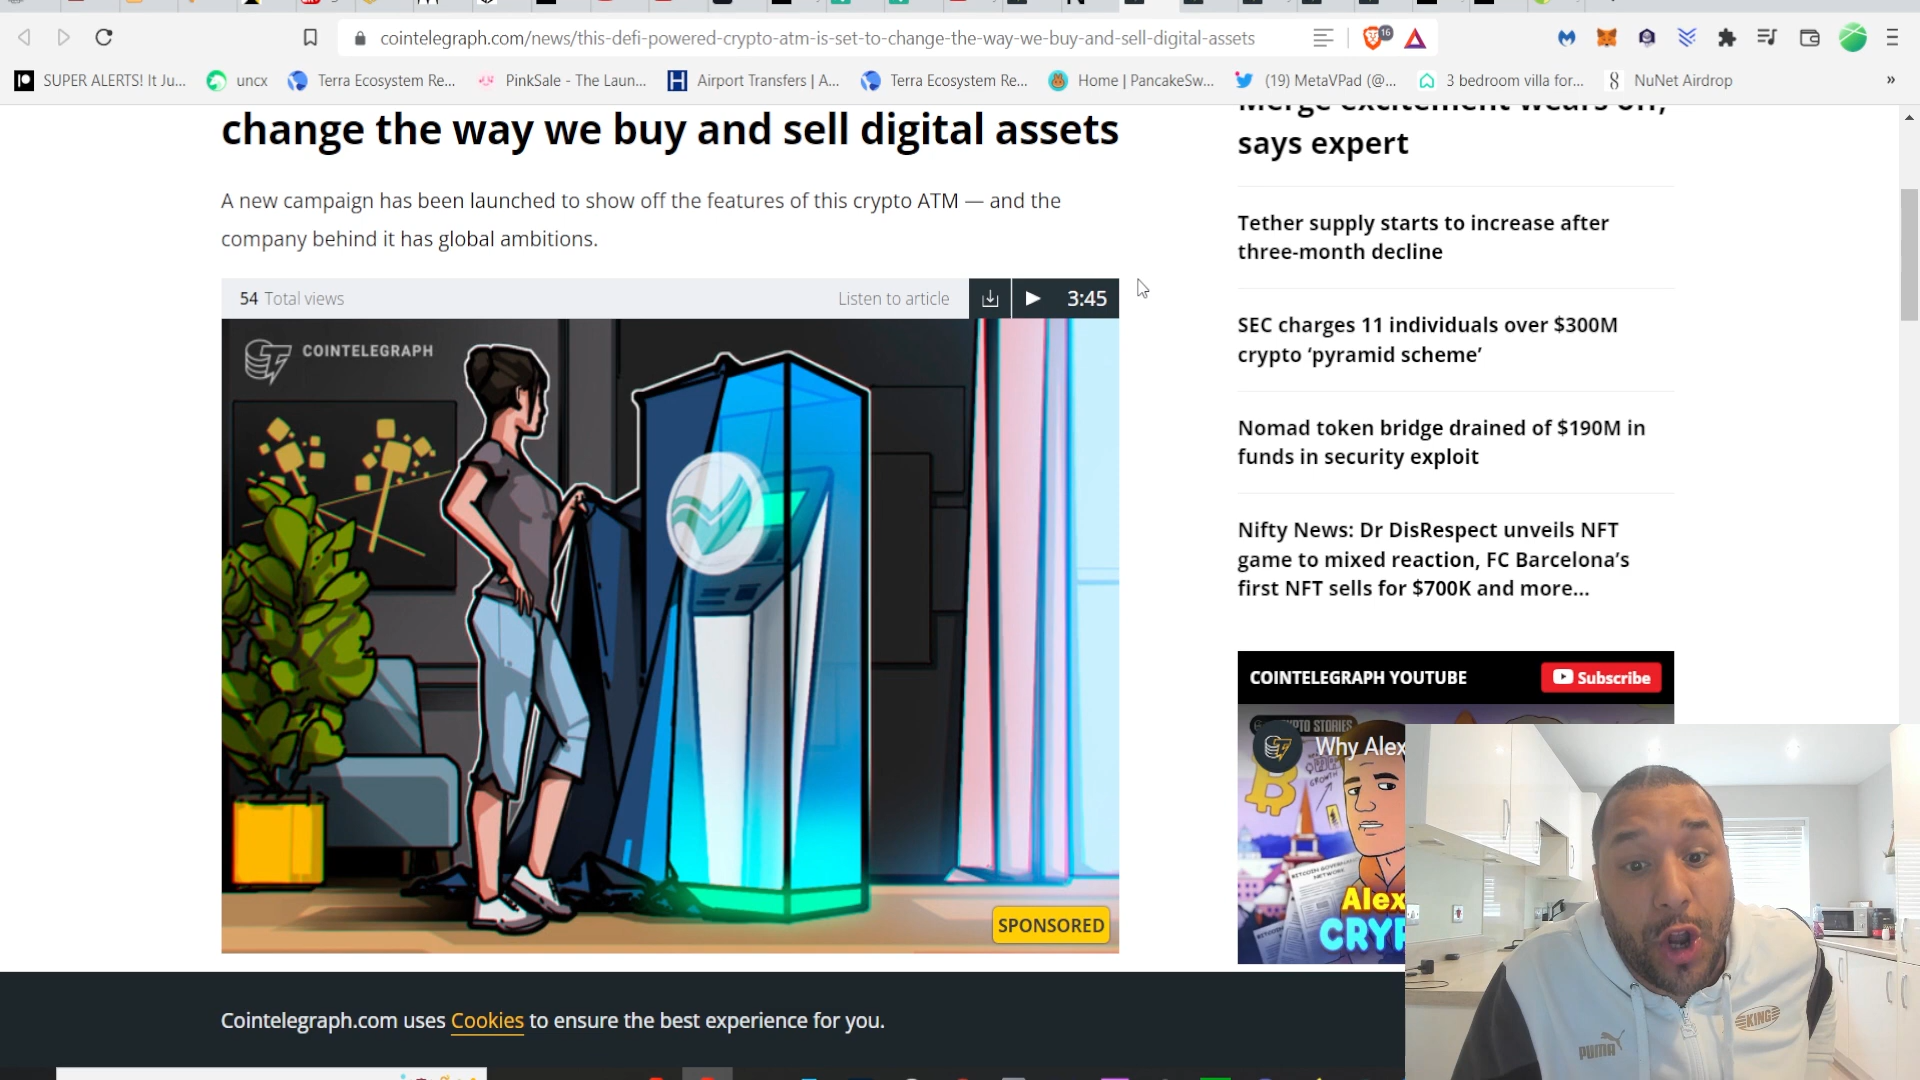 cointelegraph.com/news/this-defi-powered-crypto-atm-is-set-to-change-the-way-we-buy-and-sell-digital-assets
16
SUPER ALERTS! It Ju...
uncx
Terra Ecosystem Re...
PinkSale - The Laun...
Airport Transfers | A...
Terra Ecosystem Re...
Home | PancakeSw...
(19) MetaVPad (@...
3 bedroom villa for...
NuNet Airdrop
»
change the way we buy and sell digital assets
A new campaign has been launched to show off the features of this crypto ATM — and the
company behind it has global ambitions.
54 Total views
Listen to article
3:45
COINTELEGRAPH
SPONSORED
Merge excitement wears off,
says expert
Tether supply starts to increase after
three-month decline
SEC charges 11 individuals over $300M
crypto ‘pyramid scheme’
Nomad token bridge drained of $190M in
funds in security exploit
Nifty News: Dr DisRespect unveils NFT
game to mixed reaction, FC Barcelona’s
first NFT sells for $700K and more...
COINTELEGRAPH YOUTUBE
Subscribe
Why Alex
GROWTH
Alex
CRY
Cointelegraph.com uses Cookies to ensure the best experience for you.
KING
PUMA